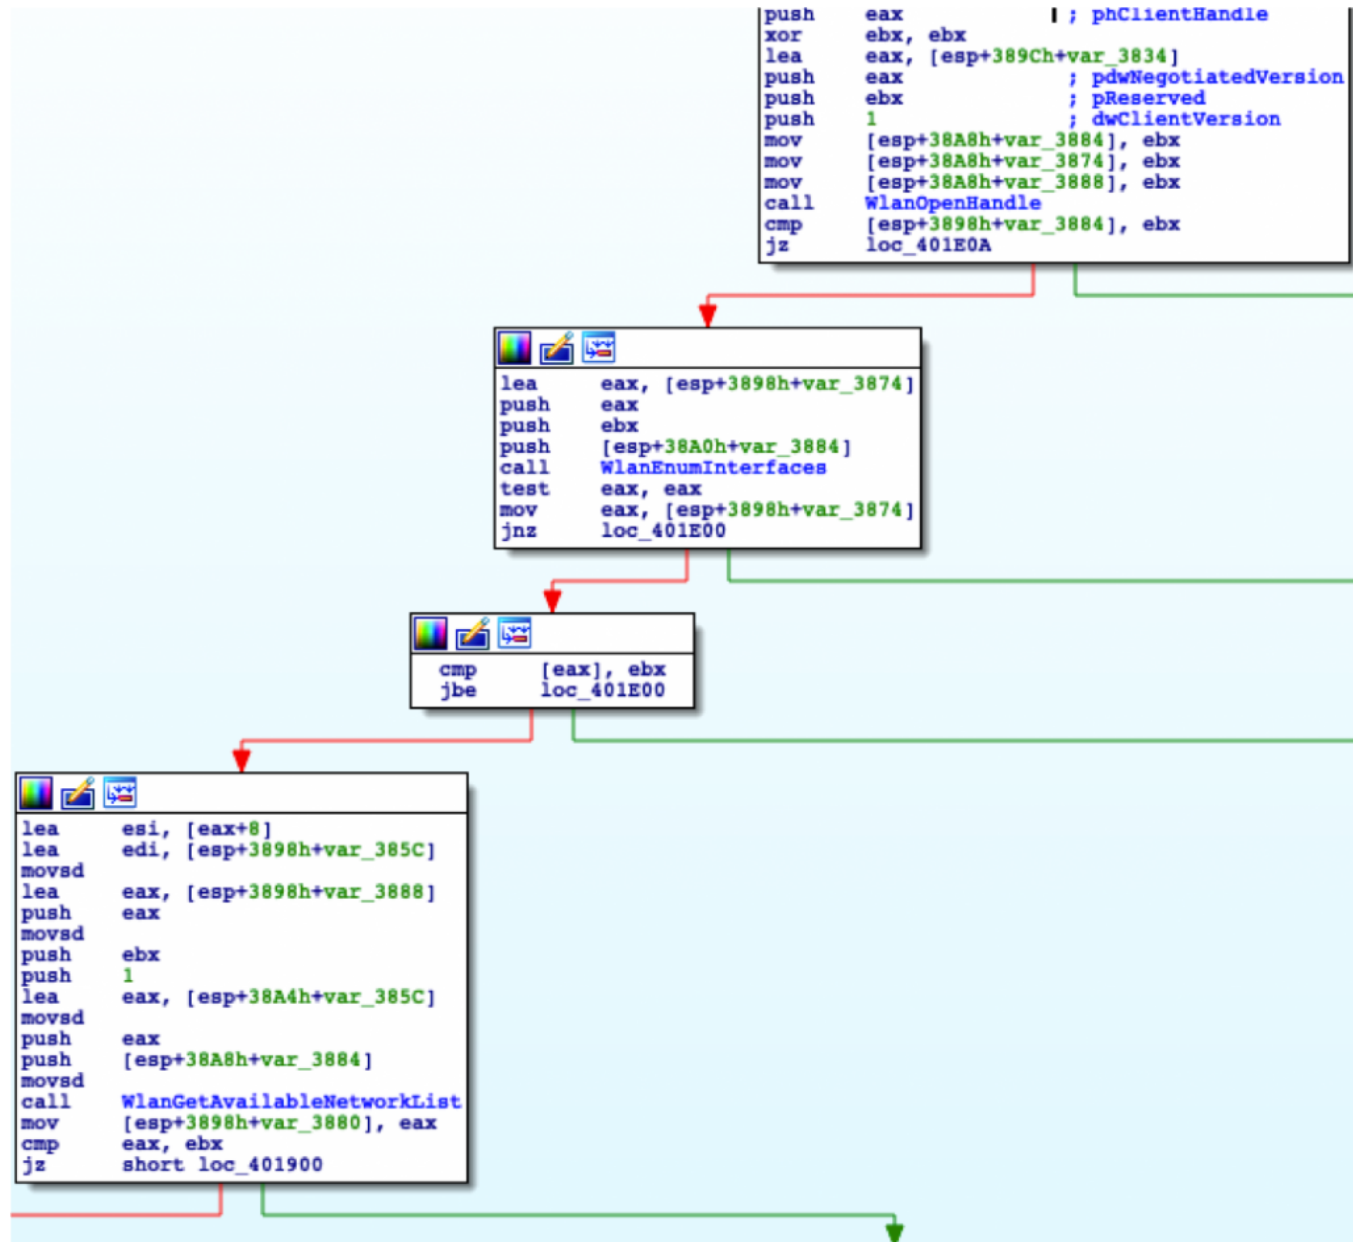 push eax ; phClientHandle
xor ebx, ebx
lea eax, [esp+389Ch+var_3834]
push eax ; pdwNegotiatedVersion
push ebx ; pReserved
push 1 ; dwClientVersion
mov [esp+38A8h+var_3884], ebx
mov [esp+38A8h+var_3874], ebx
mov [esp+38A8h+var_3888], ebx
call WlanOpenHandle
cmp [esp+3898h+var_3884], ebx
jz loc_401E0A
lea eax, [esp+3898h+var_3874]
push eax
push ebx
push [esp+38A0h+var_3884]
call WlanEnumInterfaces
test eax, eax
mov eax, [esp+3898h+var_3874]
jnz loc_401E00
cmp [eax], ebx
jbe loc_401E00
lea esi, [eax+8]
lea edi, [esp+3898h+var_385C]
movsd
lea eax, [esp+3898h+var_3888]
push eax
movsd
push ebx
push 1
lea eax, [esp+38A4h+var_385C]
movsd
push eax
push [esp+38A8h+var_3884]
movsd
call WlanGetAvailableNetworkList
mov [esp+3898h+var_3880], eax
cmp eax, ebx
jz short loc_401900